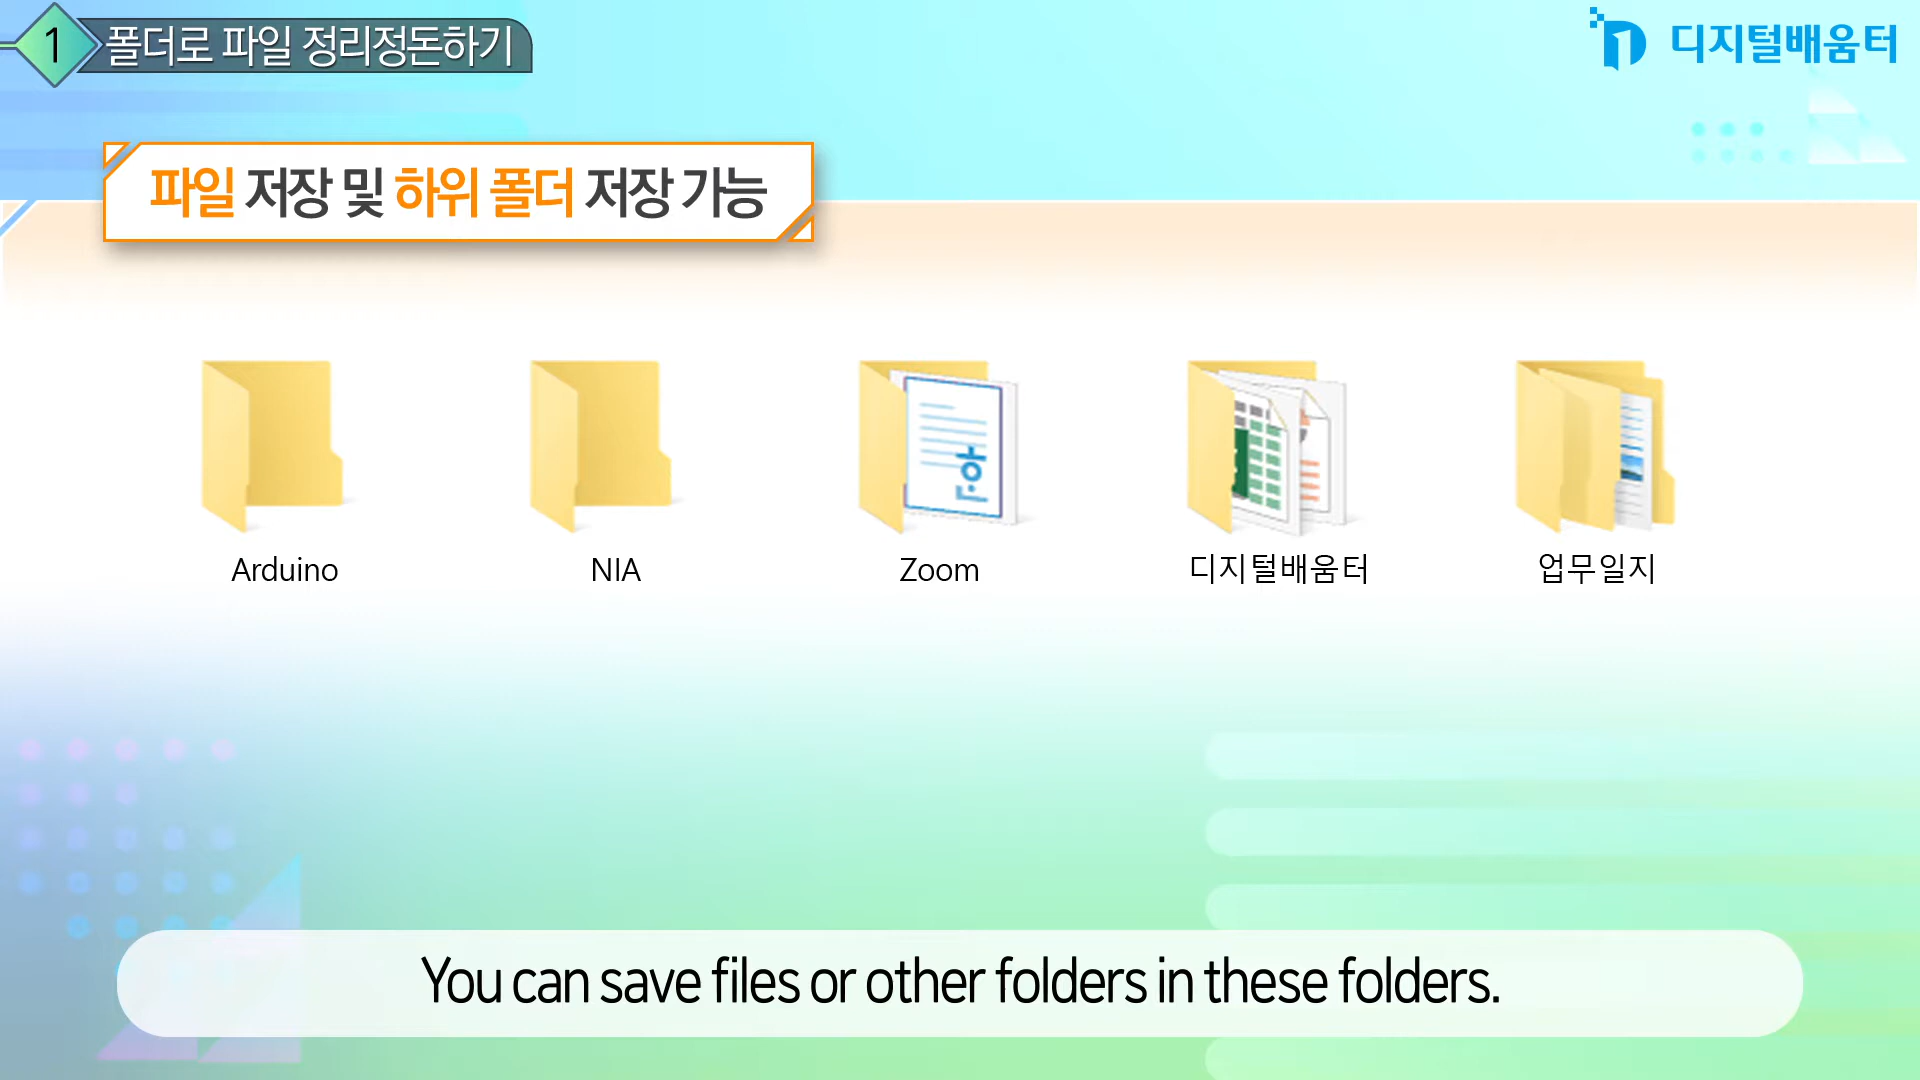 1 폴더로 파일 정리정돈하기
디지털배움터
파일 저장 및 하위 폴더 저장 가능
한
Arduino
NIA
Zoom
디지털배움터
업무일지
You can save files or other folders in these folders.